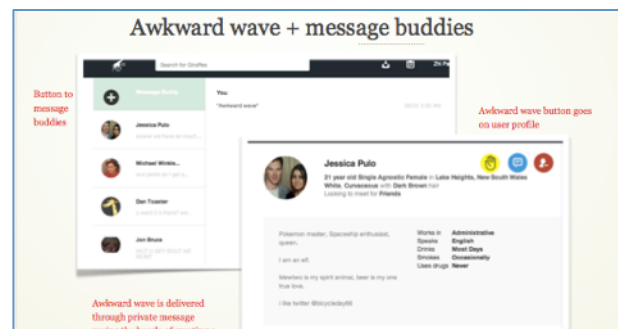 Awkward wave + message buddies
Search for Giraffes
Button to
message
buddies
Message Buddy
You
"Awkward wave"
Jessica Pulo
Michael Winkle...
Dan Toaster
Jon Bruce
Awkward wave button goes
on user profile
Jessica Pulo
21 year old Single Agnostic Female in Lake Heights, New South Wales
White, Curvaceous with Dark Brown hair
Looking to meet for Friends
Pokemon master, Spaceship enthusiast,
queen.
I am an elf.
Mewtwo is my spirit animal, beer is my one
true love.
I like twitter @bicycleday66
Works in Administrative
Speaks English
Drinks Most Days
Smokes Occasionally
Uses drugs Never
Awkward wave is delivered
through private message